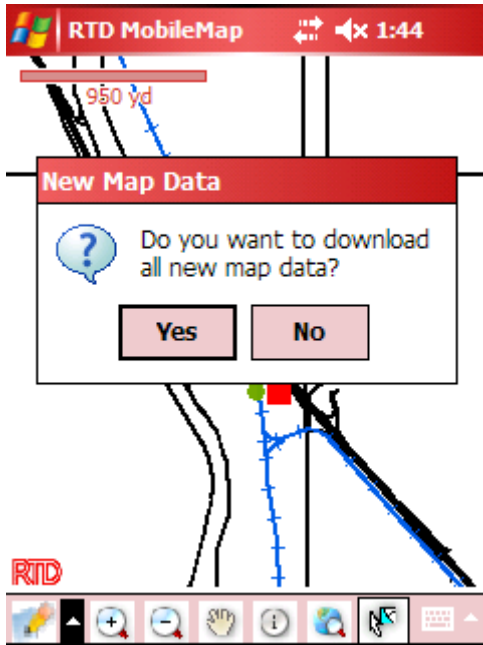 RTD MobileMap 1:44
950 yd
New Map Data
Do you want to download
all new map data?
Yes No
RTD